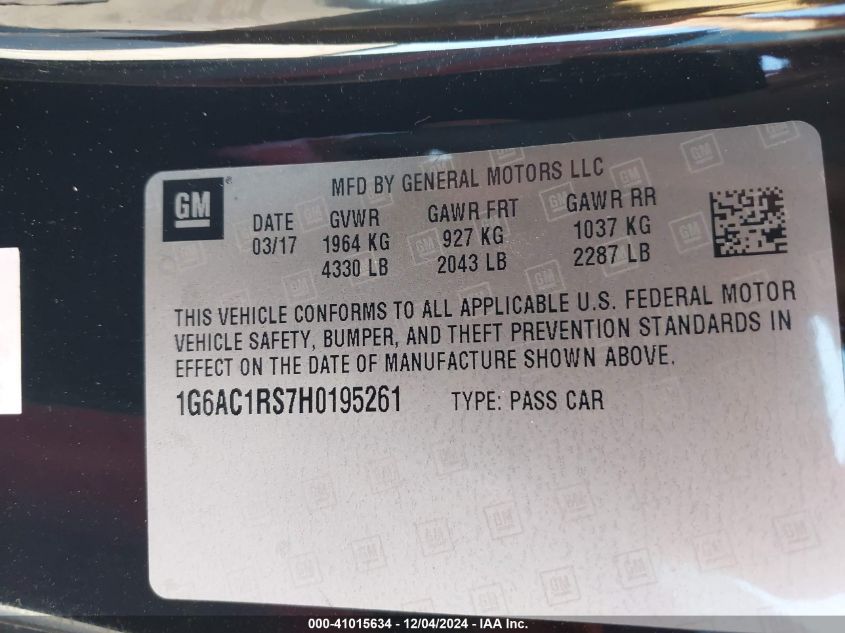 GM
MFD BY GENERAL MOTORS LLC
DATE GVWR GAWR FRT GAWR RR
03/17 1964 KG 927 KG 1037 KG
4330 LB 2043 LB 2287 LB
THIS VEHICLE CONFORMS TO ALL APPLICABLE U.S. FEDERAL MOTOR
VEHICLE SAFETY, BUMPER, AND THEFT PREVENTION STANDARDS IN
EFFECT ON THE DATE OF MANUFACTURE SHOWN ABOVE.
1G6AC1RS7H0195261 TYPE: PASS CAR
000-41015634 - 12/04/2024 - IAA Inc.